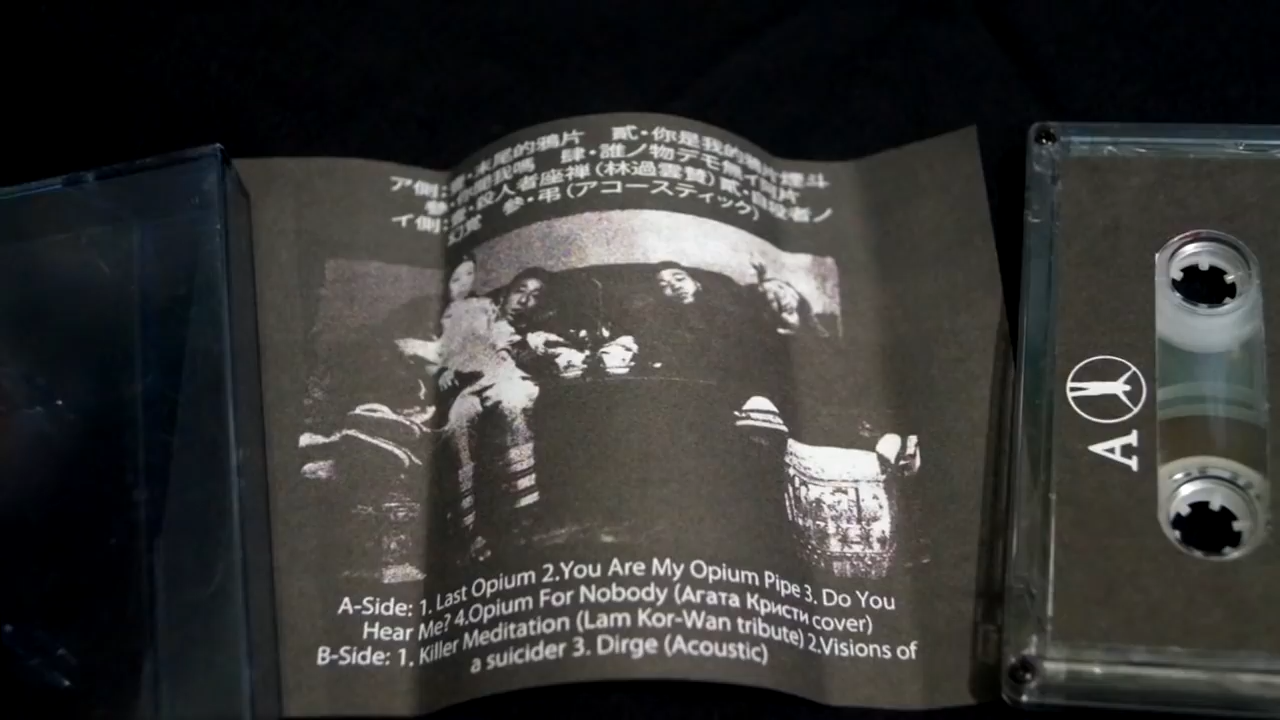 ア側:壹・末尾的鴉片 貳・你是我的鴉片煙斗
參・你聞我嗎 肆・誰ノ物デモ無イ阿片
イ側:壹・殺人者座禅(林過雲賛) 貳・自殺者ノ
幻覚 參・弔(アコースティック)
A-Side: 1. Last Opium 2.You Are My Opium Pipe 3. Do You
Hear Me? 4.Opium For Nobody (Агата Кристи cover)
B-Side: 1. Killer Meditation (Lam Kor-Wan tribute) 2.Visions of
a suicider 3. Dirge (Acoustic)
A